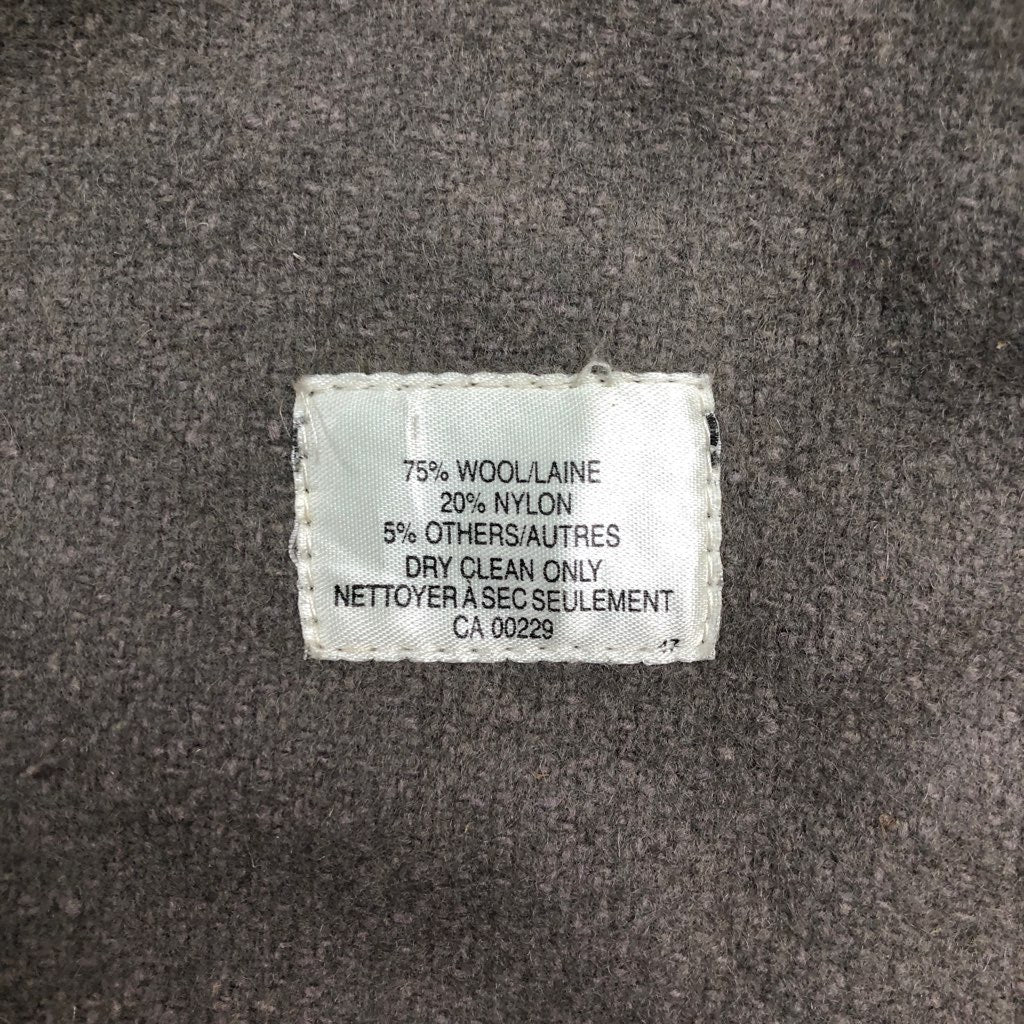 75% WOOL/LAINE
20% NYLON
5% OTHERS/AUTRES
DRY CLEAN ONLY
NETTOYER À SEC SEULEMENT
CA 00229